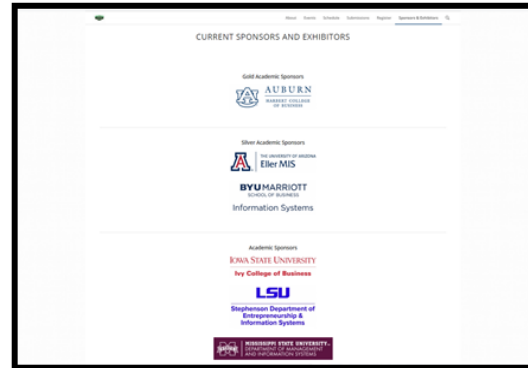 About Events Schedule Submissions Register Sponsors & Exhibitors
CURRENT SPONSORS AND EXHIBITORS
Gold Academic Sponsors
AUBURN
HARBERT COLLEGE
OF BUSINESS
Silver Academic Sponsors
THE UNIVERSITY OF ARIZONA
Eller MIS
BYU MARRIOTT
SCHOOL OF BUSINESS
Information Systems
Academic Sponsors
IOWA STATE UNIVERSITY
Ivy College of Business
LSU
Stephenson Department of
Entrepreneurship &
Information Systems
MISSISSIPPI STATE UNIVERSITY
DEPARTMENT OF MANAGEMENT
AND INFORMATION SYSTEMS